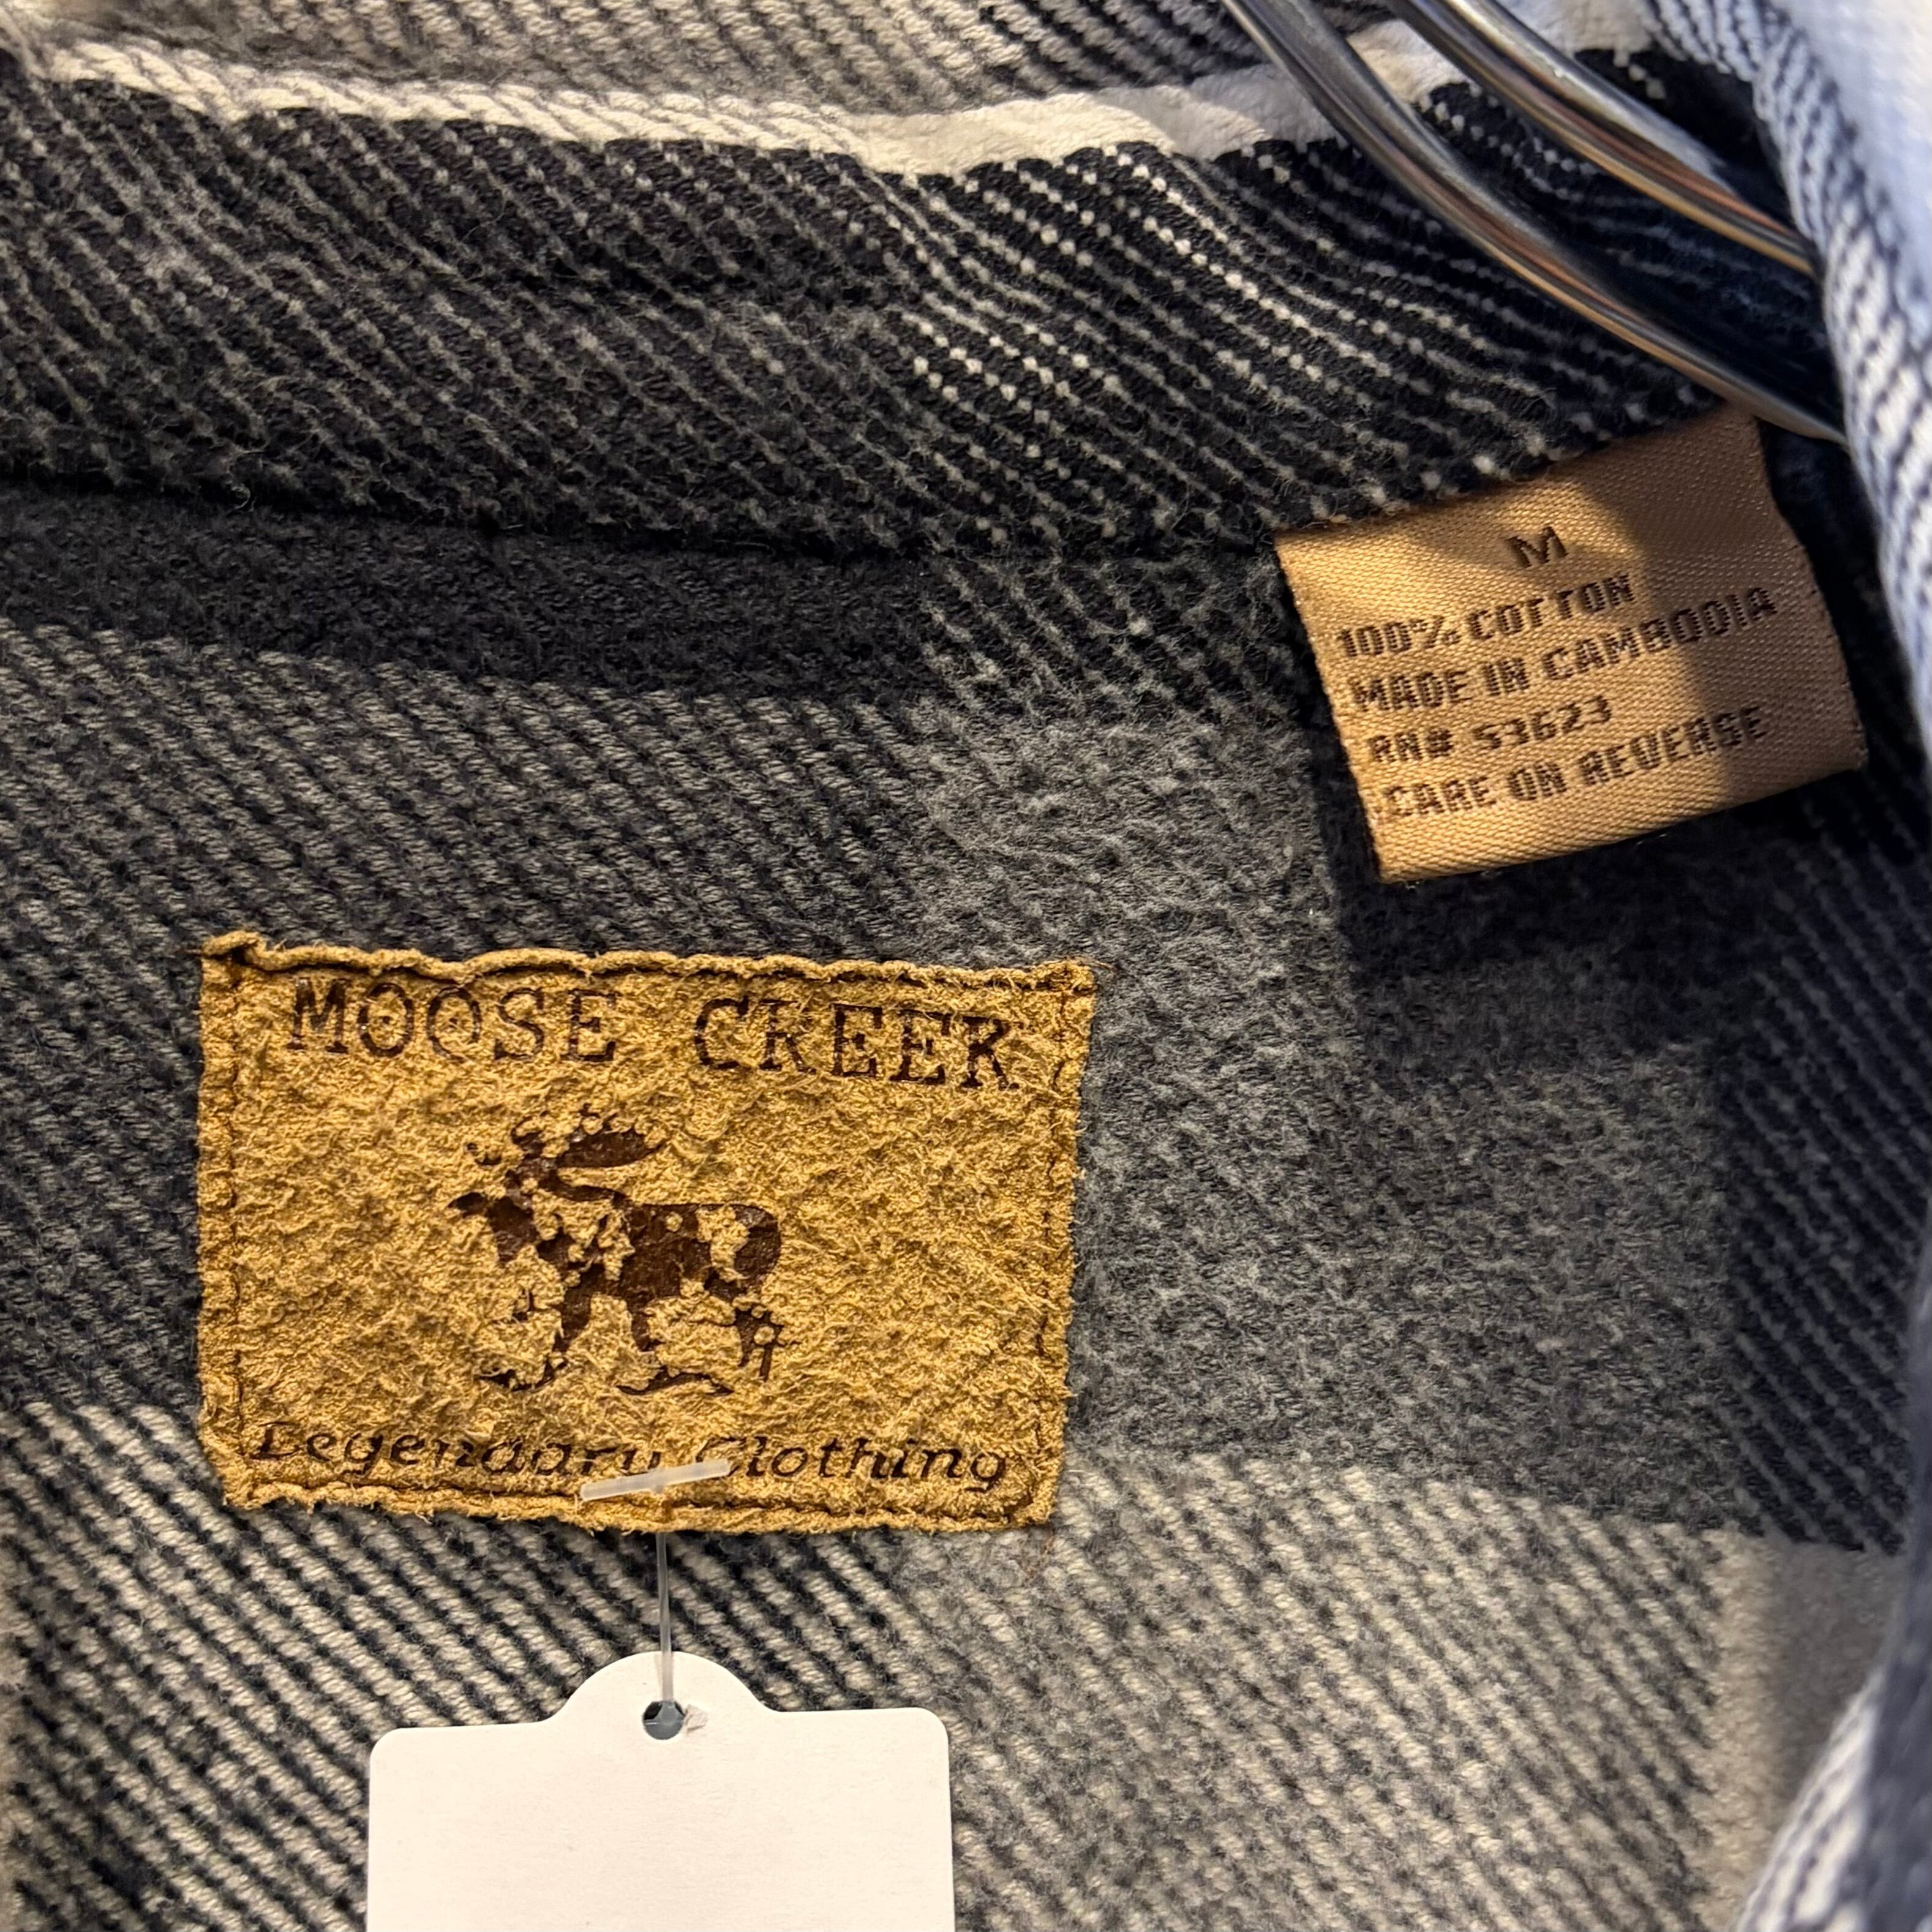 M
100% COTTON
MADE IN CAMBODIA
RN# 53623
CARE ON REVERSE
MOOSE CREEK
Legendary Clothing